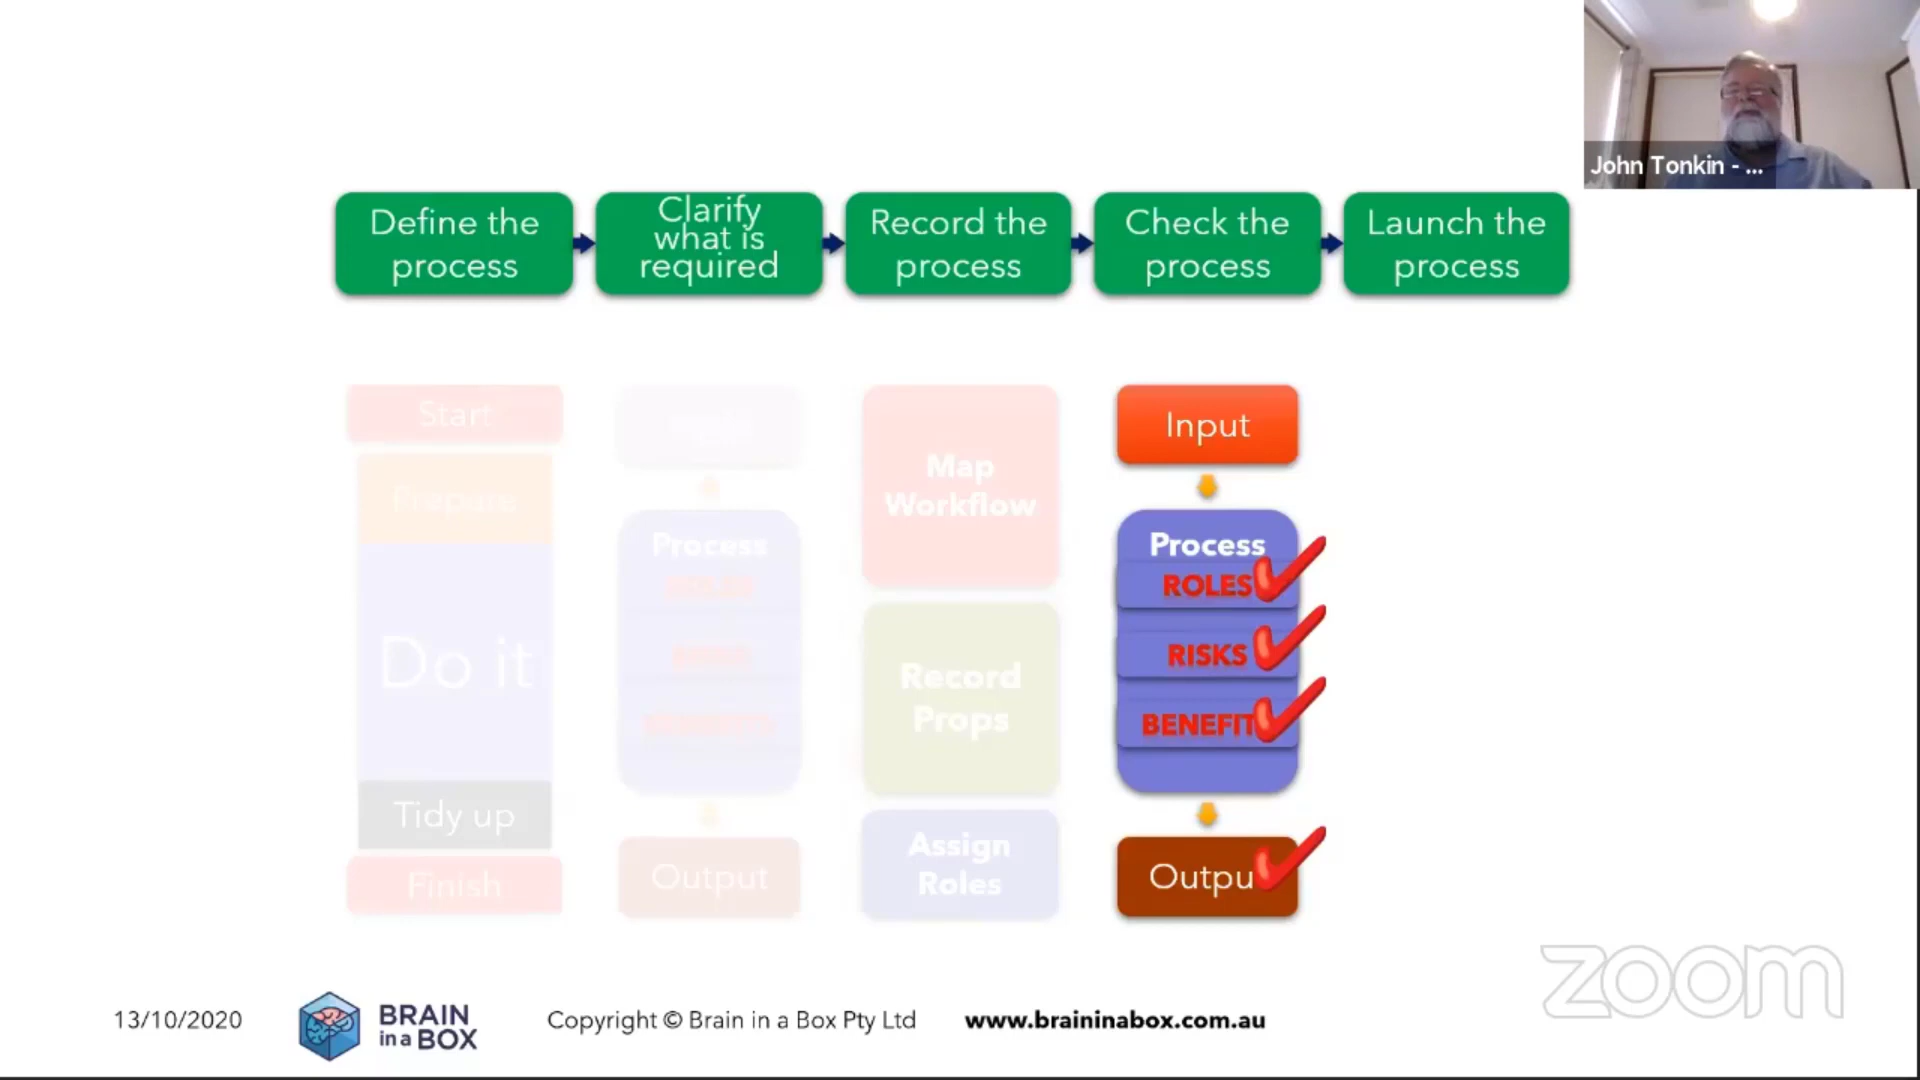 John Tonkin - ...
Define the
process
Clarify
what is
required
Record the
process
Check the
process
Launch the
process
Start
Prepare
Do it
Tidy up
Finish
Process
Output
Map
Workflow
Record
Props
Assign
Roles
Input
Process
ROLES
RISKS
BENEFIT
Outpu
zoom
13/10/2020
BRAIN
in a BOX
Copyright © Brain in a Box Pty Ltd
www.braininabox.com.au